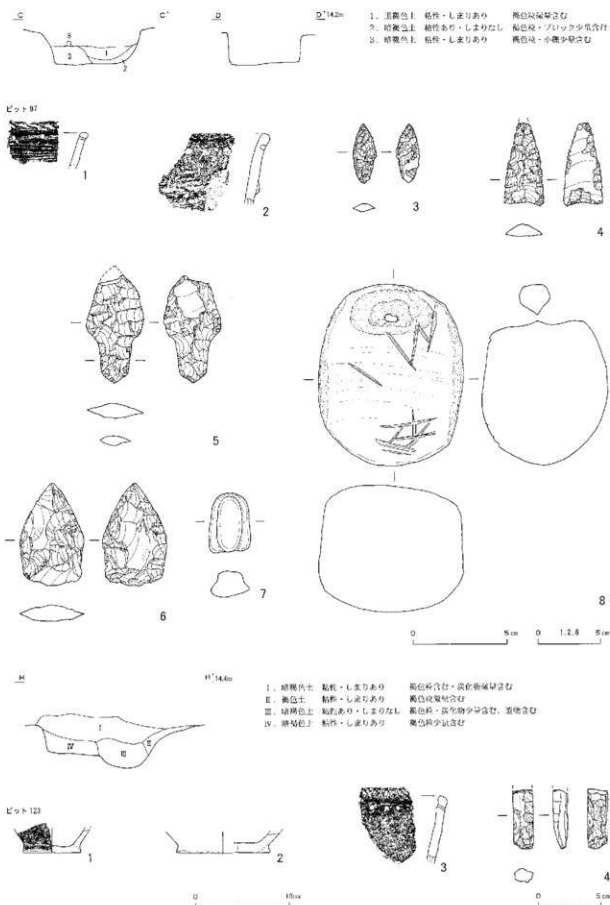 C C' D D' 14.2m
1. 黒褐色土 粘性・しまりあり 褐色粒微量含む
2. 暗褐色土 粘性あり・しまりなし 褐色粒・ブロック少量含む
3. 暗褐色土 粘性・しまりあり 褐色粒・小礫少量含む
8
3 1
2
ピット97
1
2
3
4
5
6
7
8
0 5cm 0 1.2.8 5cm
H H' 14.4m
I. 暗褐色土 粘性・しまりあり 褐色粒含む・炭化物微量含む
II. 褐色土 粘性・しまりあり 褐色粒微量含む
III. 暗褐色土 粘性あり・しまりなし 褐色粒・炭化物少量含む、遺物含む
IV. 暗褐色土 粘性・しまりあり 褐色粒少量含む
I
IV III II
ピット123
1
2
3
4
0 10cm 0 5cm